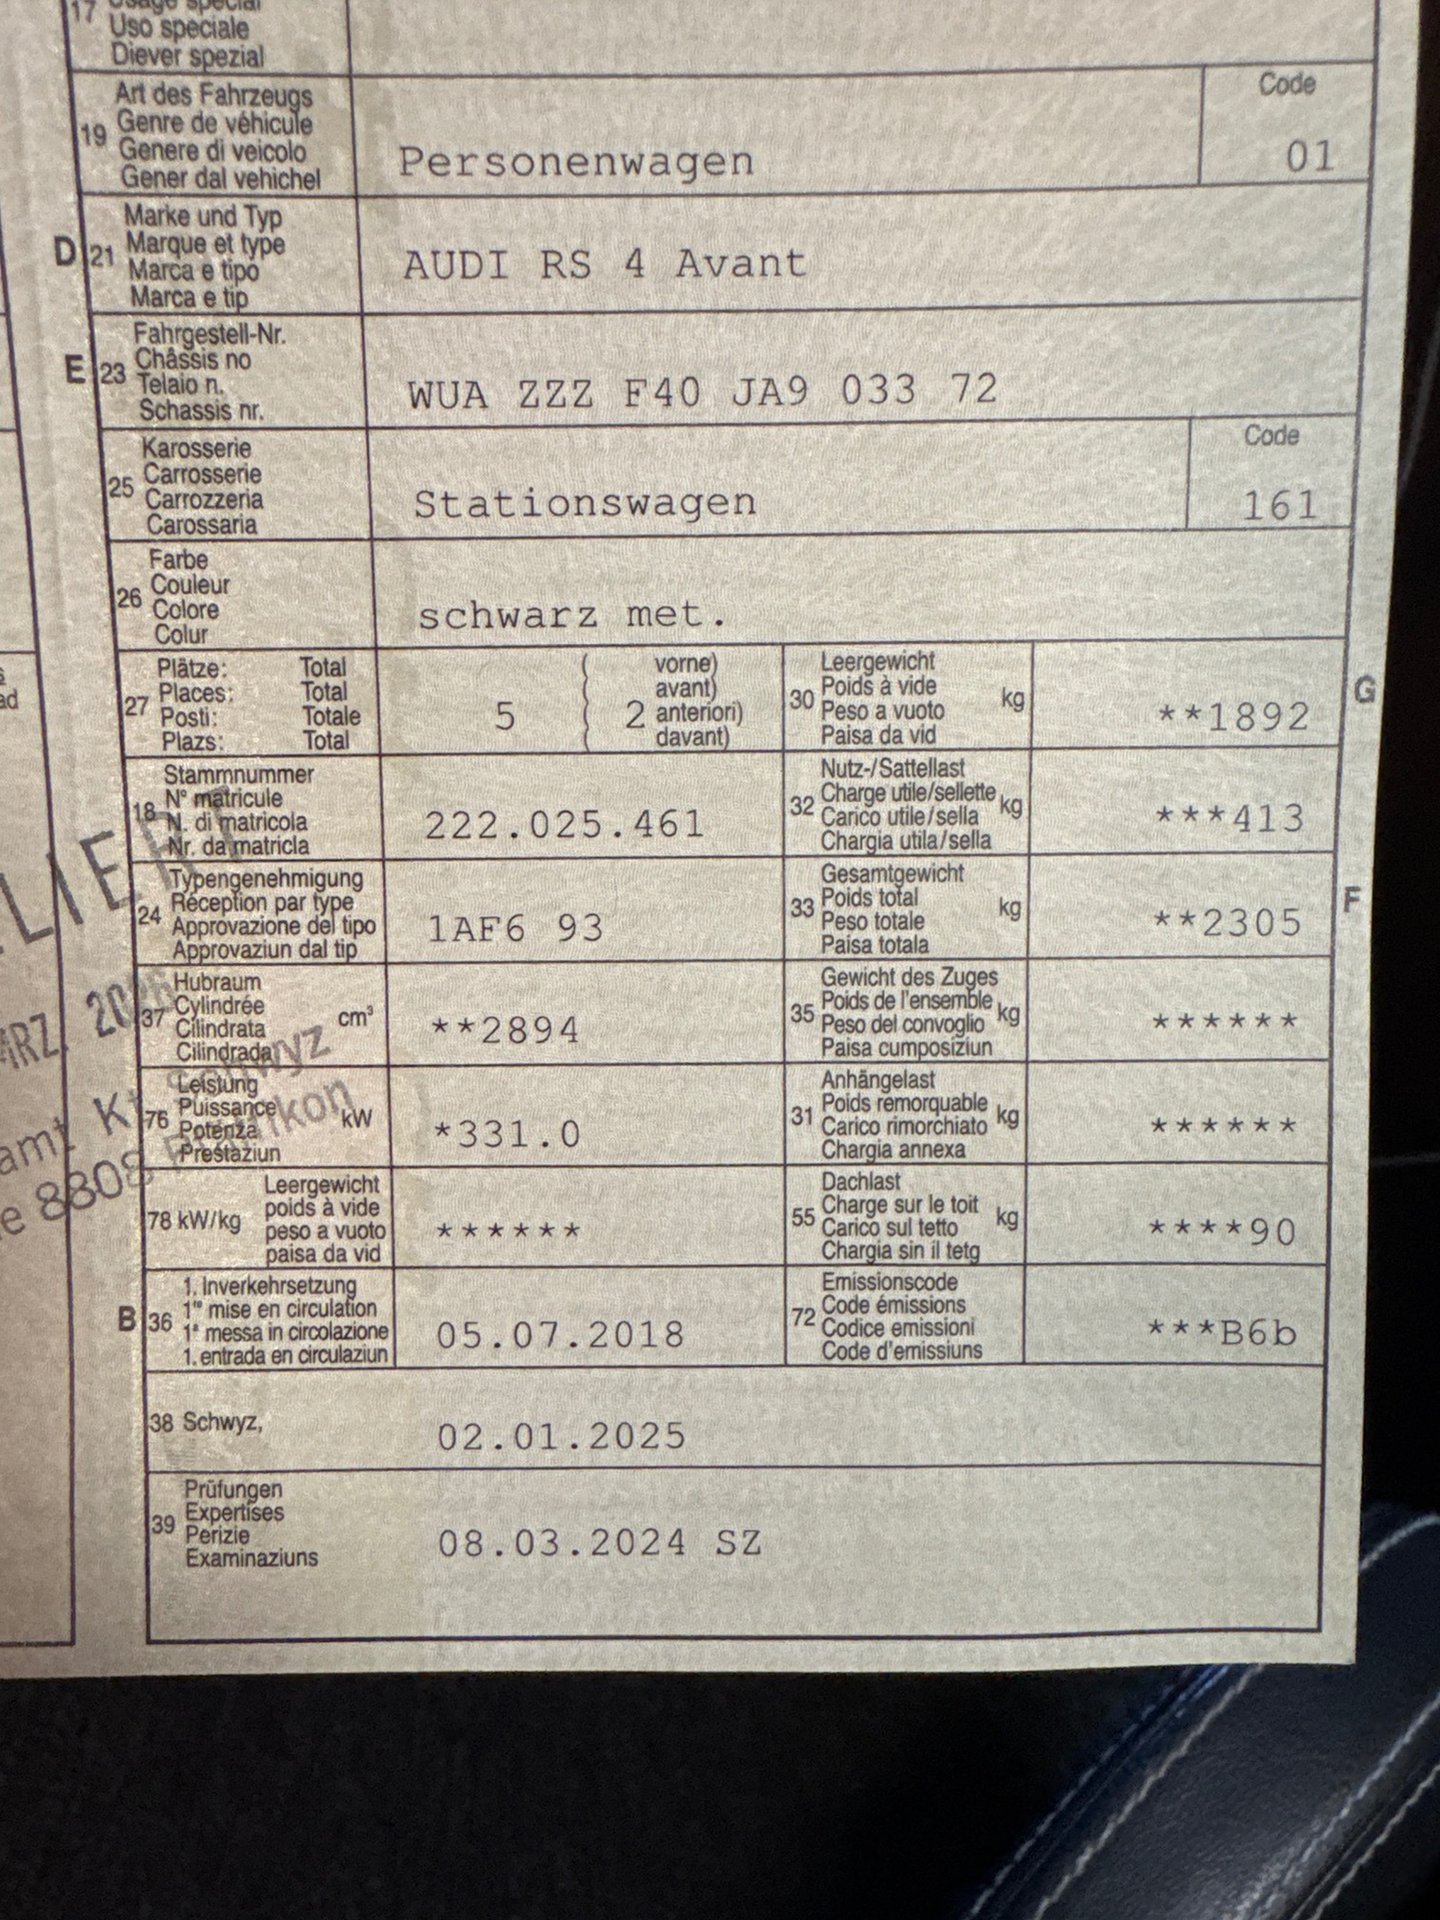 17 Usage spécial
Uso speciale
Diever spezial
19 Art des Fahrzeugs
Genre de véhicule
Genere di veicolo
Gener dal vehichel
Personenwagen
Code
01
D 21 Marke und Typ
Marque et type
Marca e tipo
Marca e tip
AUDI RS 4 Avant
E 23 Fahrgestell-Nr.
Châssis no
Telaio n.
Schassis nr.
WUA ZZZ F40 JA9 033 72
25 Karosserie
Carrosserie
Carrozzeria
Carossaria
Stationswagen
Code
161
26 Farbe
Couleur
Colore
Colur
schwarz met.
27 Plätze: Total
Places: Total
Posti: Totale
Plazs: Total
5 ( 2 vorne)
( avant)
( anteriori)
( davant)
30 Leergewicht
Poids à vide
Peso a vuoto
Paisa da vid
kg
**1892
G
18 Stammnummer
N° matricule
N. di matricola
Nr. da matricla
222.025.461
32 Nutz-/Sattellast
Charge utile/sellette
Carico utile/sella
Chargia utila/sella
kg
***413
24 Typengenehmigung
Réception par type
Approvazione del tipo
Approvaziun dal tip
1AF6 93
33 Gesamtgewicht
Poids total
Peso totale
Paisa totala
kg
**2305
F
37 Hubraum
Cylindrée
Cilindrata
Cilindrada
cm³
**2894
35 Gewicht des Zuges
Poids de l'ensemble
Peso del convoglio
Paisa cumposiziun
kg
******
76 Leistung
Puissance
Potenza
Prestaziun
kW
*331.0
31 Anhängelast
Poids remorquable
Carico rimorchiato
Chargia annexa
kg
******
78 kW/kg
Leergewicht
poids à vide
peso a vuoto
paisa da vid
******
55 Dachlast
Charge sur le toit
Carico sul tetto
Chargia sin il tetg
kg
****90
B 36 1. Inverkehrsetzung
1re mise en circulation
1a messa in circolazione
1. entrada en circulaziun
05.07.2018
72 Emissionscode
Code émissions
Codice emissioni
Code d'emissiuns
***B6b
38 Schwyz,
02.01.2025
39 Prüfungen
Expertises
Perizie
Examinaziuns
08.03.2024 SZ
LIERT
Schwyz
8808